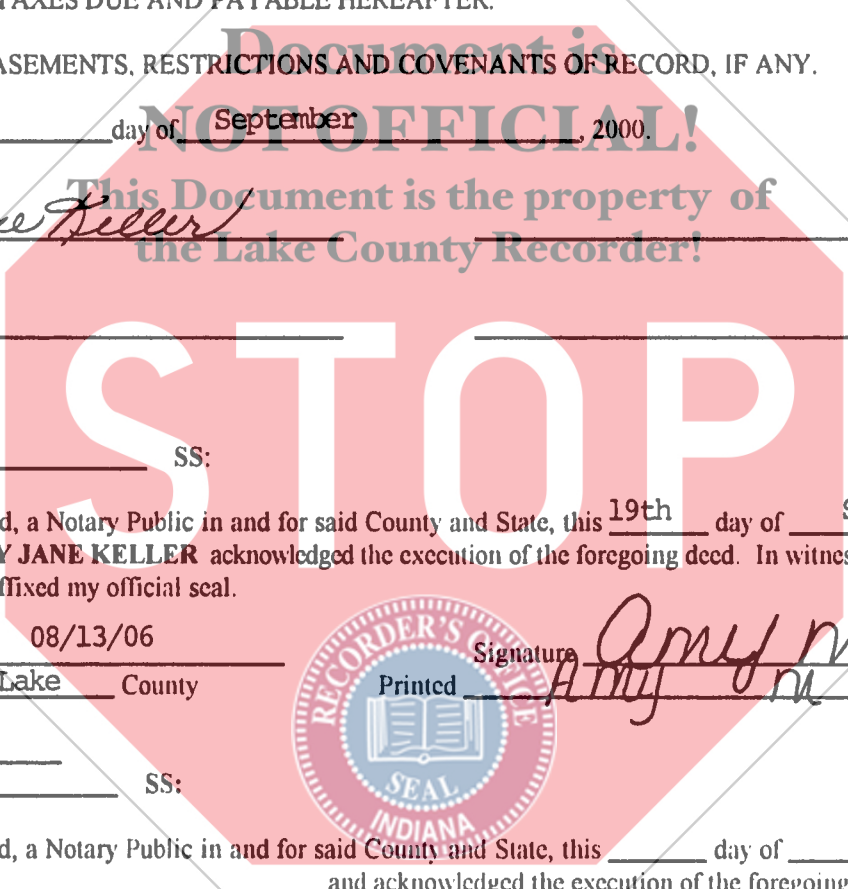 TAXES DUE AND PAYABLE HEREAFTER.
Document is
ASEMENTS, RESTRICTIONS AND COVENANTS OF RECORD, IF ANY.
NOT OFFICIAL!
day of September, 2000.
This Document is the property of
Keller
the Lake County Recorder!
STOP
SS:
d, a Notary Public in and for said County and State, this 19th day of S
Y JANE KELLER acknowledged the execution of the foregoing deed. In witnes
ffixed my official seal.
08/13/06
Signature Amy M
Lake County
Printed Amy M
RECORDER'S OFFICE
SEAL
INDIANA
SS:
d, a Notary Public in and for said County and State, this day of
and acknowledged the execution of the foregoing